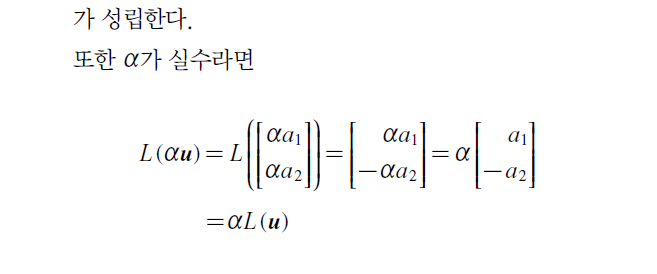 가 성립한다.
또한 α가 실수라면
L(αu) = L([αa₁ αa₂]) = [αa₁ −αa₂] = α[a₁ −a₂]
= αL(u)